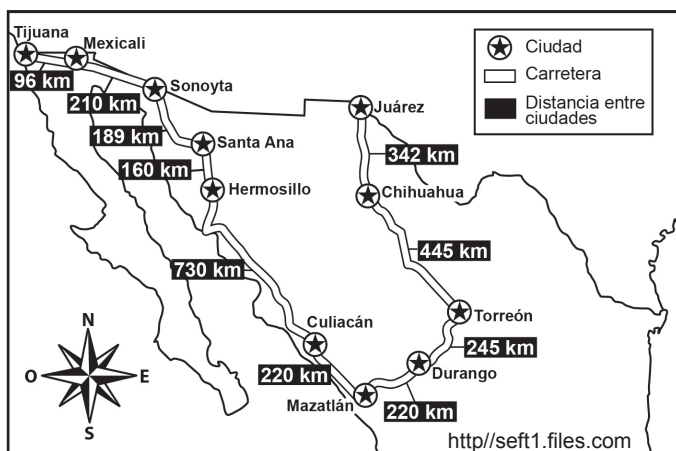 Tijuana
Mexicali
96 km
210 km
Sonoyta
189 km
Santa Ana
160 km
Hermosillo
730 km
Culiacán
220 km
Mazatlán
220 km
Durango
245 km
Torreón
445 km
Chihuahua
342 km
Juárez
Ciudad
Carretera
Distancia entre
ciudades
N
O
E
S
http//seft1.files.com